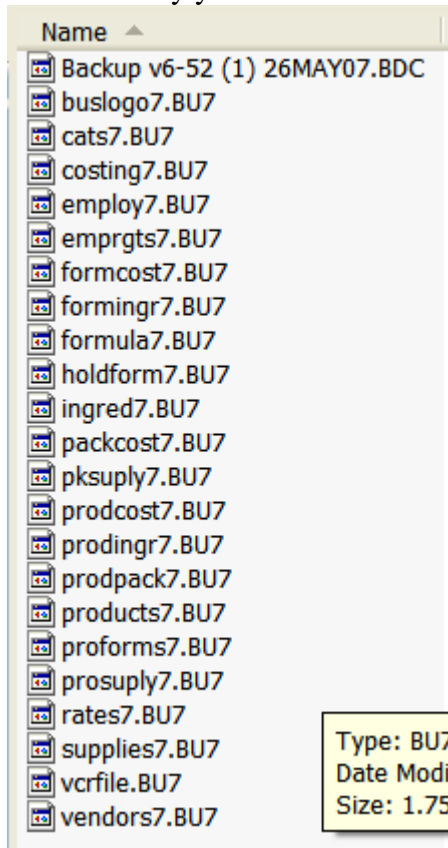 Name
Backup v6-52 (1) 26MAY07.BDC
buslogo7.BU7
cats7.BU7
costing7.BU7
employ7.BU7
emprgts7.BU7
formcost7.BU7
formingr7.BU7
formula7.BU7
holdform7.BU7
ingred7.BU7
packcost7.BU7
pksuply7.BU7
prodcost7.BU7
prodingr7.BU7
prodpack7.BU7
products7.BU7
proforms7.BU7
prosuply7.BU7
rates7.BU7
supplies7.BU7
vcrfile.BU7
vendors7.BU7
Type: BU7
Date Modi
Size: 1.75